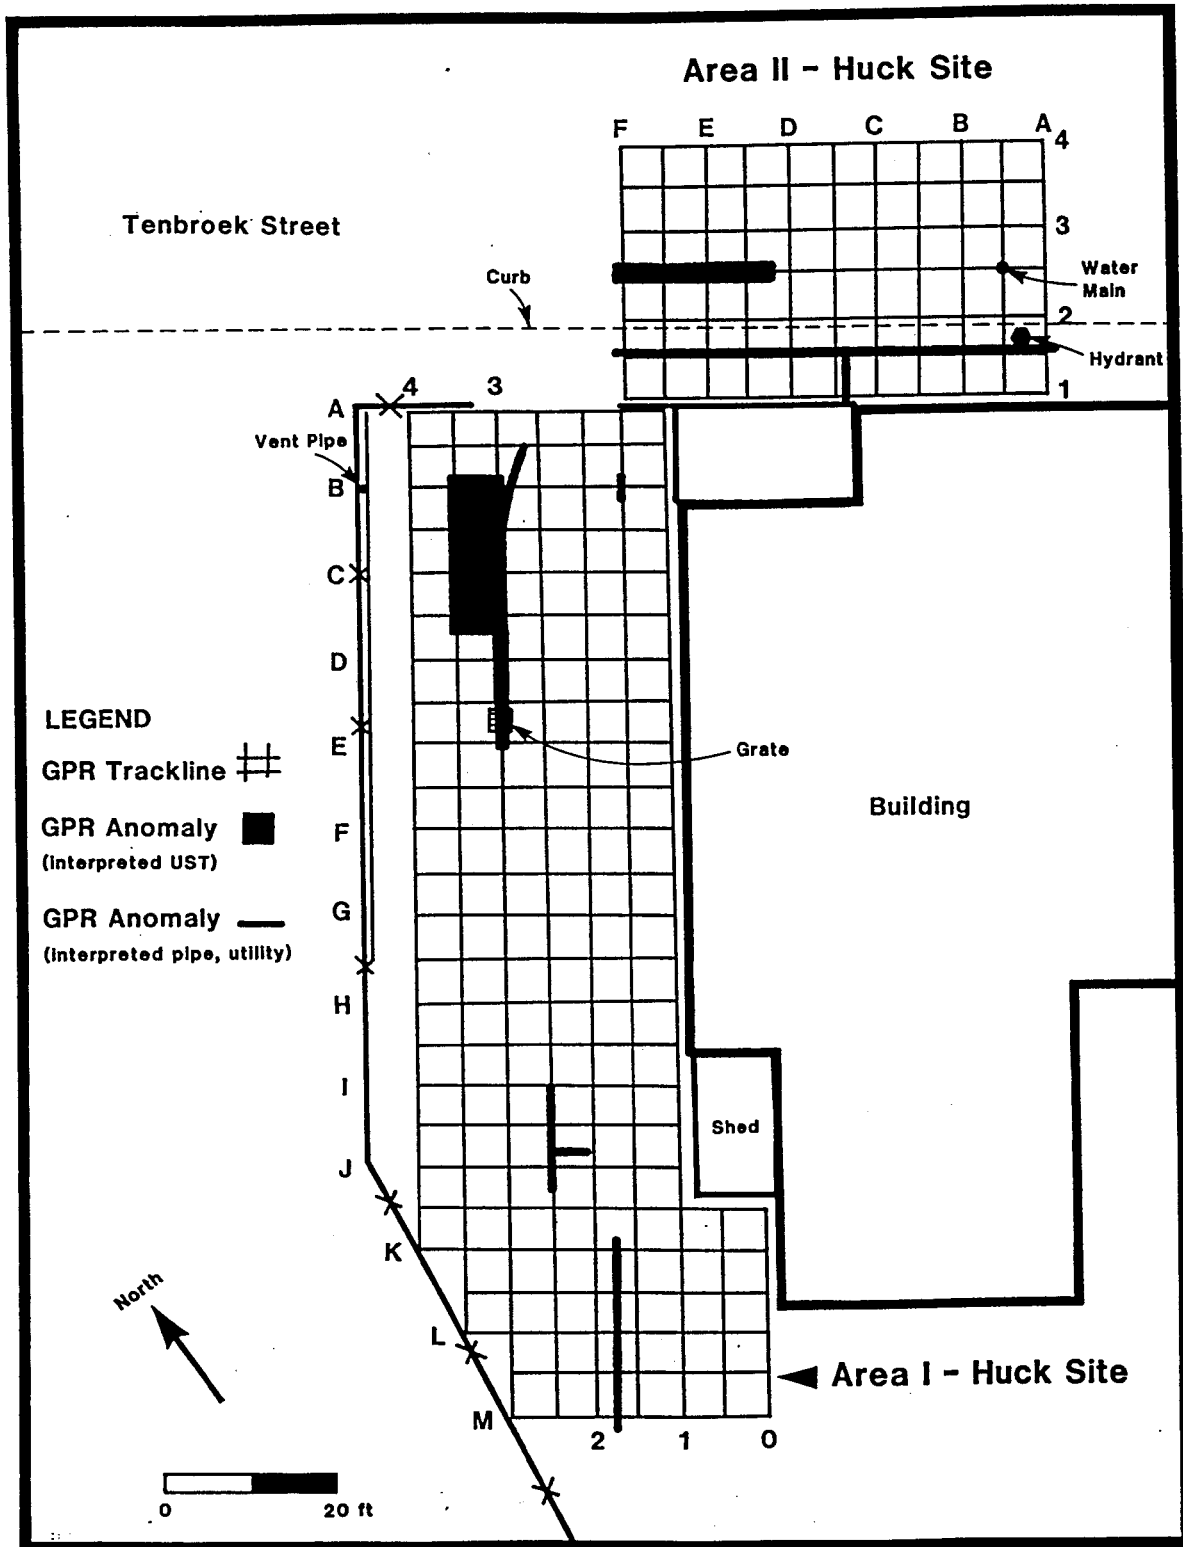 Area II - Huck Site
F E D C B A
4
Tenbroek Street
3
Curb
Water
Main
2
Hydrant
4 3
1
A
Vent Pipe
B
C
D
LEGEND
E
Grate
GPR Trackline
Building
GPR Anomaly
F
(interpreted UST)
G
GPR Anomaly
(interpreted pipe, utility)
H
I
Shed
J
K
North
L
Area I - Huck Site
M
2 1 0
0 20 ft